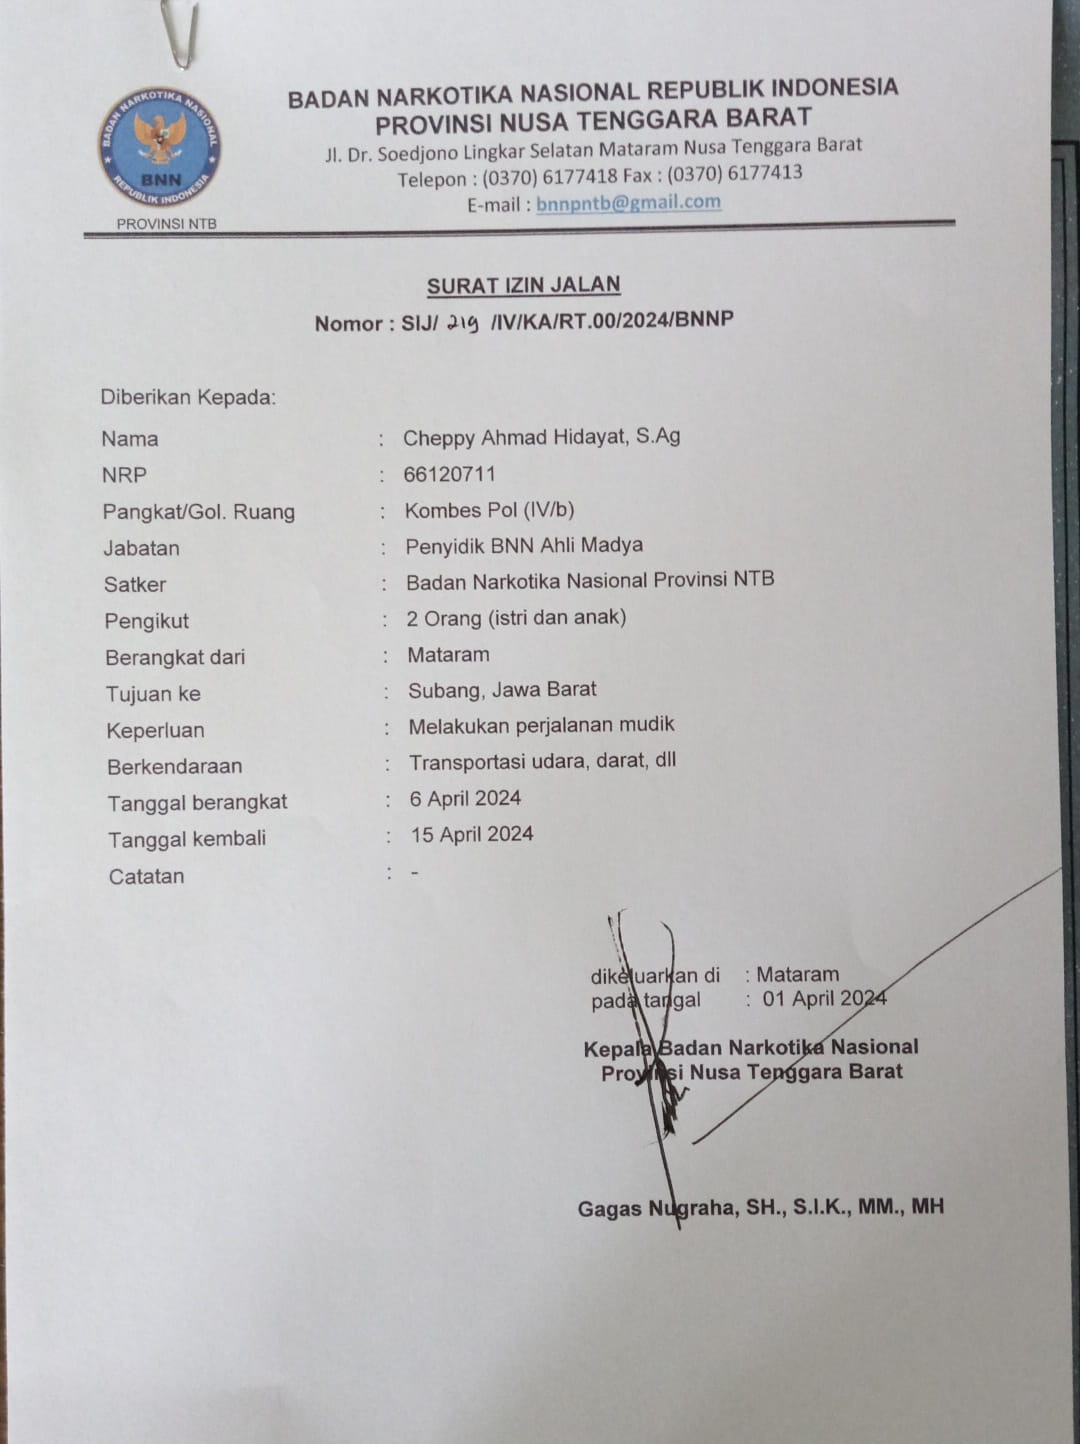 BADAN NARKOTIKA NASIONAL
BNN
REPUBLIK INDONESIA
PROVINSI NTB
BADAN NARKOTIKA NASIONAL REPUBLIK INDONESIA
PROVINSI NUSA TENGGARA BARAT
Jl. Dr. Soedjono Lingkar Selatan Mataram Nusa Tenggara Barat
Telepon : (0370) 6177418 Fax : (0370) 6177413
E-mail : bnnpntb@gmail.com
SURAT IZIN JALAN
Nomor : SIJ/ 219 /IV/KA/RT.00/2024/BNNP
Diberikan Kepada:
Nama : Cheppy Ahmad Hidayat, S.Ag
NRP : 66120711
Pangkat/Gol. Ruang : Kombes Pol (IV/b)
Jabatan : Penyidik BNN Ahli Madya
Satker : Badan Narkotika Nasional Provinsi NTB
Pengikut : 2 Orang (istri dan anak)
Berangkat dari : Mataram
Tujuan ke : Subang, Jawa Barat
Keperluan : Melakukan perjalanan mudik
Berkendaraan : Transportasi udara, darat, dll
Tanggal berangkat : 6 April 2024
Tanggal kembali : 15 April 2024
Catatan : -
dikeluarkan di : Mataram
pada tangal : 01 April 2024
Kepala Badan Narkotika Nasional
Provinsi Nusa Tenggara Barat
Gagas Nugraha, SH., S.I.K., MM., MH